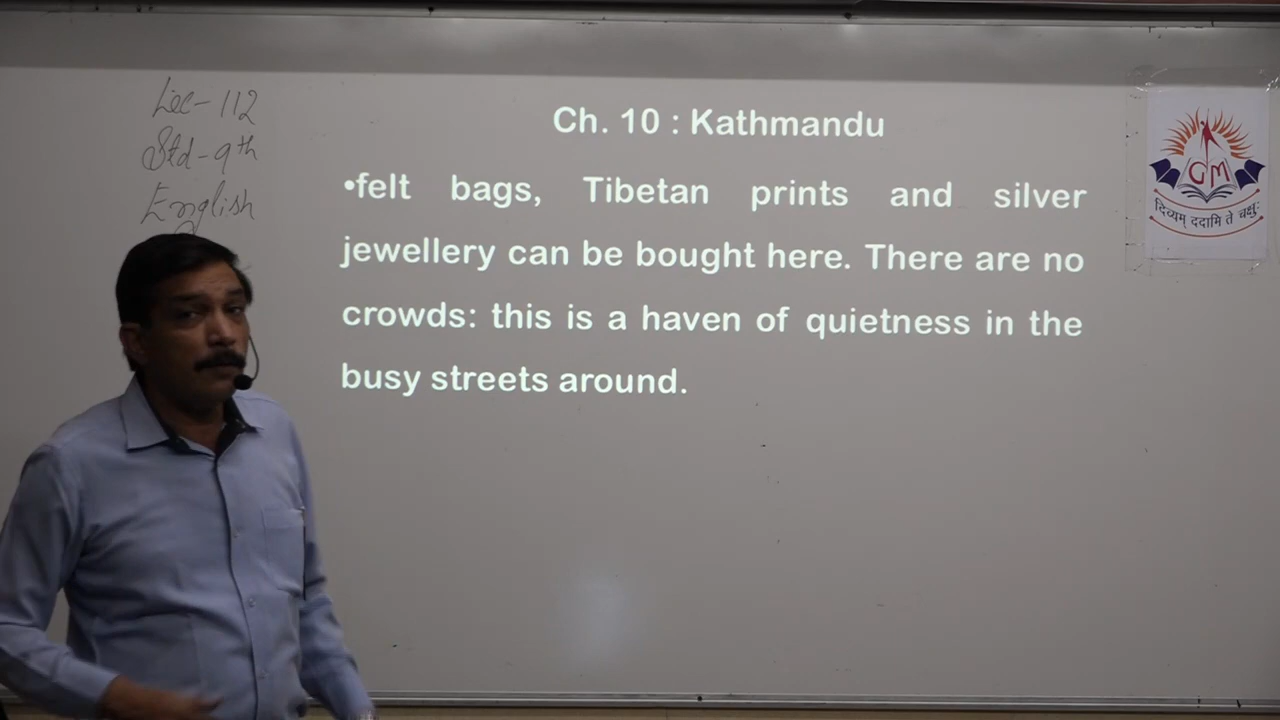 Lec-112
Std-9th
English
Ch. 10 : Kathmandu
•felt bags, Tibetan prints and silver
jewellery can be bought here. There are no
crowds: this is a haven of quietness in the
busy streets around.
GM
दिव्यम् ददामि ते चक्षुः